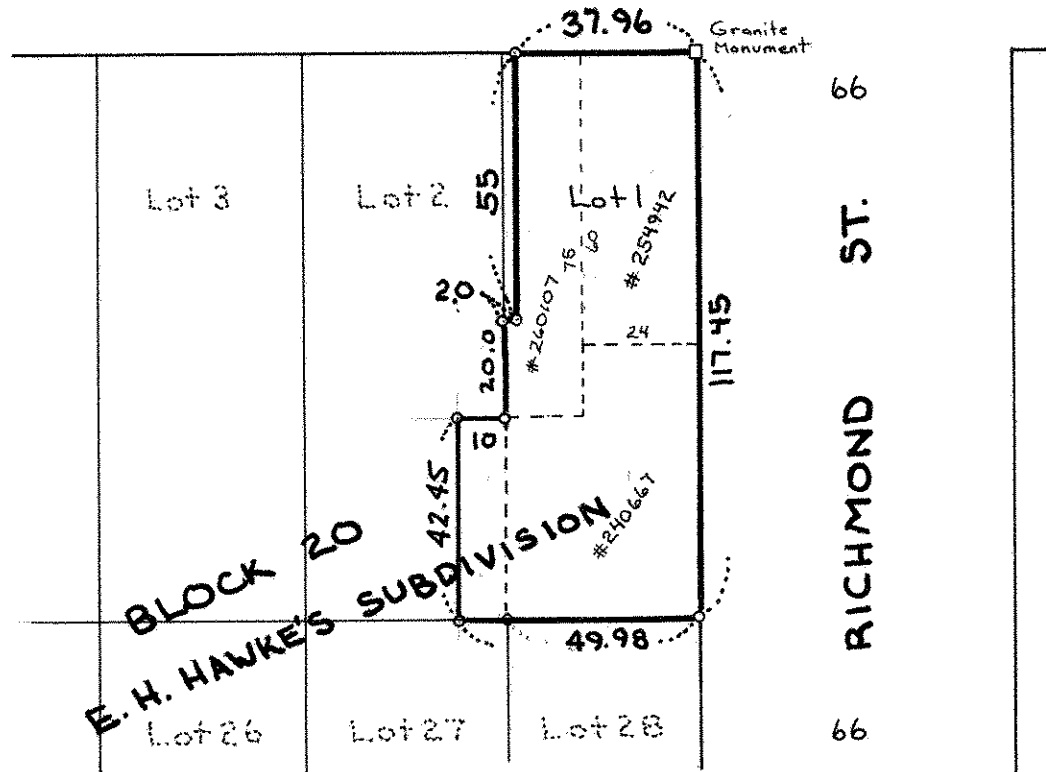 37.96
Granite
Monument
66
Lot 3
Lot 2
55
Lot 1
#254942
ST.
75
60
#260107
2.0
24
117.45
20.0
10
42.45
#240667
RICHMOND
BLOCK 20
E. H. HAWKE'S SUBDIVISION
49.98
Lot 26
Lot 27
Lot 28
66